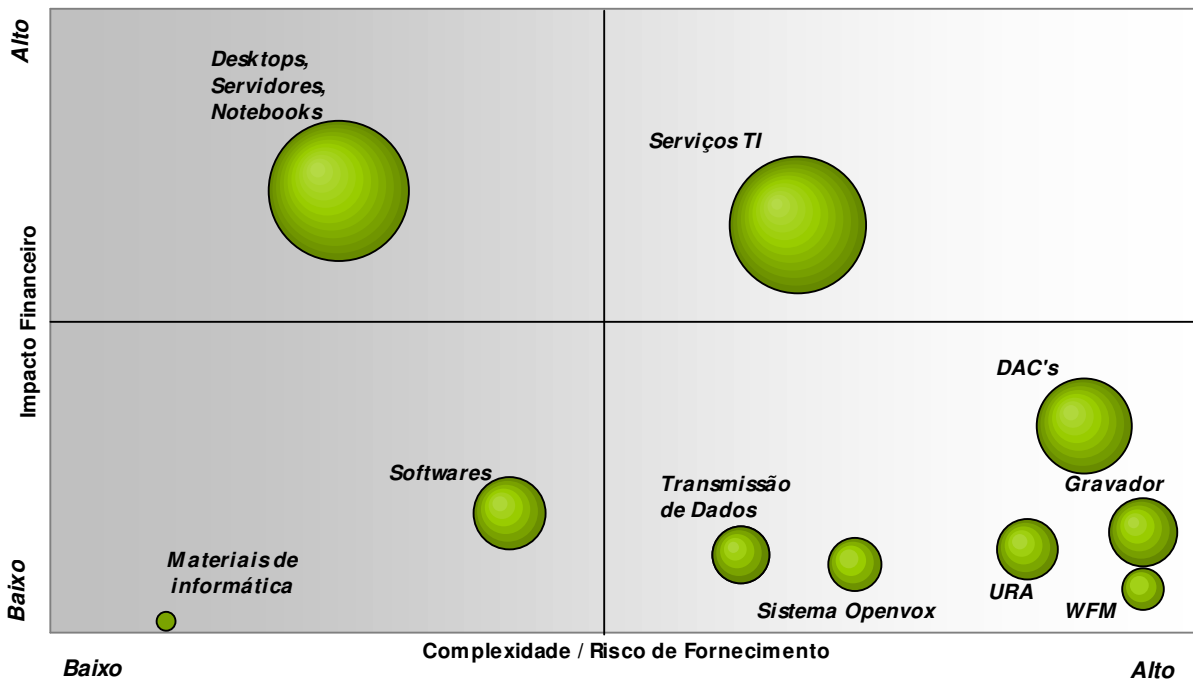 Alto
Desktops,
Servidores,
Notebooks
Serviços TI
Impacto Financeiro
DAC's
Softwares
Transmissão
de Dados
Gravador
Materiais de
informática
Sistema Openvox
URA
WFM
Baixo
Complexidade / Risco de Fornecimento
Baixo
Alto